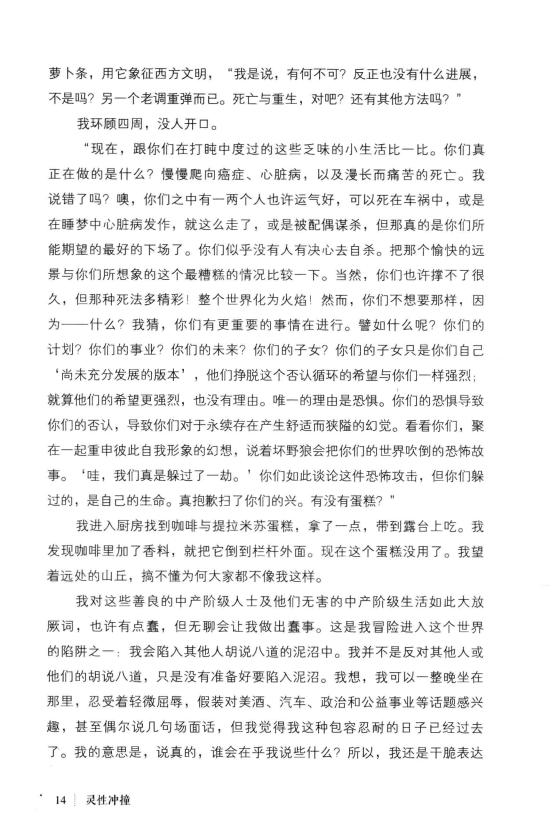 萝卜条，用它象征西方文明，“我是说，有何不可？反正也没有什么进展，
不是吗？另一个老调重弹而已。死亡与重生，对吧？还有其他方法吗？”
我环顾四周，没人开口。
“现在，跟你们在打盹中度过的这些乏味的小生活比一比。你们真
正在做的是什么？慢慢爬向癌症、心脏病，以及漫长而痛苦的死亡。我
说错了吗？噢，你们之中有一两个人也许运气好，可以死在车祸中，或是
在睡梦中心脏病发作，就这么走了，或是被配偶谋杀，但那真的是你们所
能期望的最好的下场了。你们似乎没有人有决心去自杀。把那个愉快的远
景与你们所想象的这个最糟糕的情况比较一下。当然，你们也许撑不了很
久，但那种死法多精彩！整个世界化为火焰！然而，你们不想要那样，因
为——什么？我猜，你们有更重要的事情在进行。譬如什么呢？你们的
计划？你们的事业？你们的未来？你们的子女？你们的子女只是你们自己
‘尚未充分发展的版本’，他们挣脱这个否认循环的希望与你们一样强烈；
就算他们的希望更强烈，也没有理由。唯一的理由是恐惧。你们的恐惧导致
你们的否认，导致你们对于永续存在产生舒适而狭隘的幻觉。看看你们，聚
在一起重申彼此自我形象的幻想，说着坏野狼会把你们的世界吹倒的恐怖故
事。‘哇，我们真是躲过了一劫。’你们如此谈论这件恐怖攻击，但你们躲
过的，是自己的生命。真抱歉扫了你们的兴。有没有蛋糕？”
我进入厨房找到咖啡与提拉米苏蛋糕，拿了一点，带到露台上吃。我
发现咖啡里加了香料，就把它倒到栏杆外面。现在这个蛋糕没用了。我望
着远处的山丘，搞不懂为何大家都不像我这样。
我对这些善良的中产阶级人士及他们无害的中产阶级生活如此大放
厥词，也许有点蠢，但无聊会让我做出蠢事。这是我冒险进入这个世界
的陷阱之一：我会陷入其他人胡说八道的泥沼中。我并不是反对其他人或
他们的胡说八道，只是没有准备好要陷入泥沼。我想，我可以一整晚坐在
那里，忍受着轻微屈辱，假装对美酒、汽车、政治和公益事业等话题感兴
趣，甚至偶尔说几句场面话，但我觉得我这种包容忍耐的日子已经过去
了。我的意思是，说真的，谁会在乎我说些什么？所以，我还是干脆表达
14 灵性冲撞